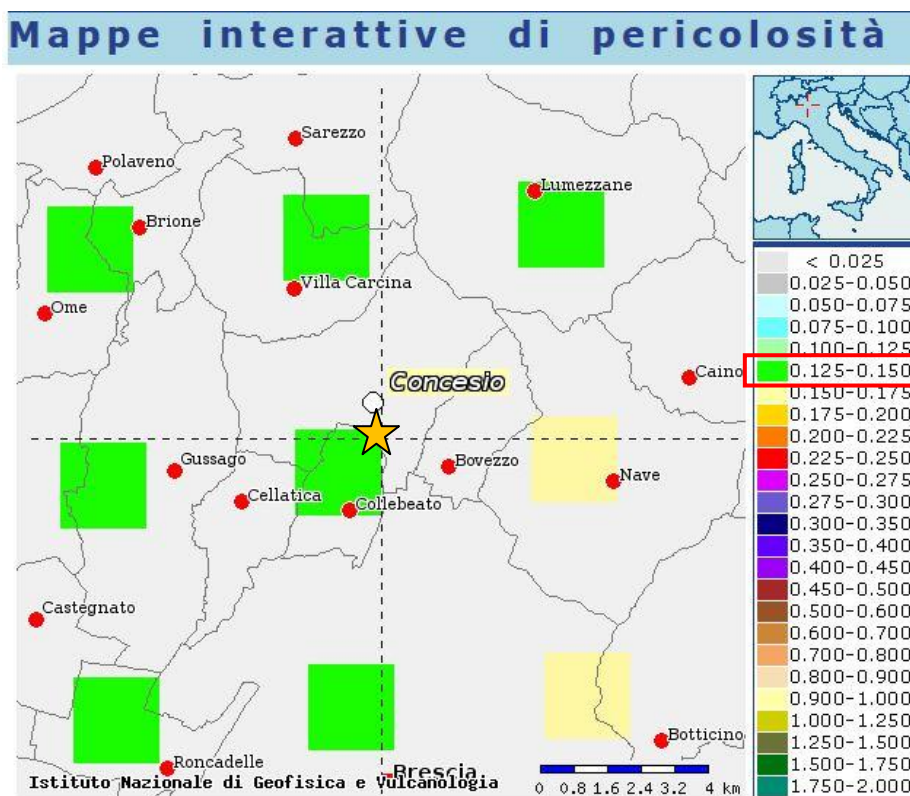 Mappe interattive di pericolosità
Sarezzo
Polaveno
Lumezzane
Brione
Villa Carcina
Ome
Caino
Concesio
Gussago
Bovezzo
Nave
Cellatica
Collebeato
Castegnato
Botticino
Roncadelle
Brescia
Istituto Nazionale di Geofisica e Vulcanologia
0 0.8 1.6 2.4 3.2 4 km
< 0.025
0.025-0.050
0.050-0.075
0.075-0.100
0.100-0.125
0.125-0.150
0.150-0.175
0.175-0.200
0.200-0.225
0.225-0.250
0.250-0.275
0.275-0.300
0.300-0.350
0.350-0.400
0.400-0.450
0.450-0.500
0.500-0.600
0.600-0.700
0.700-0.800
0.800-0.900
0.900-1.000
1.000-1.250
1.250-1.500
1.500-1.750
1.750-2.000